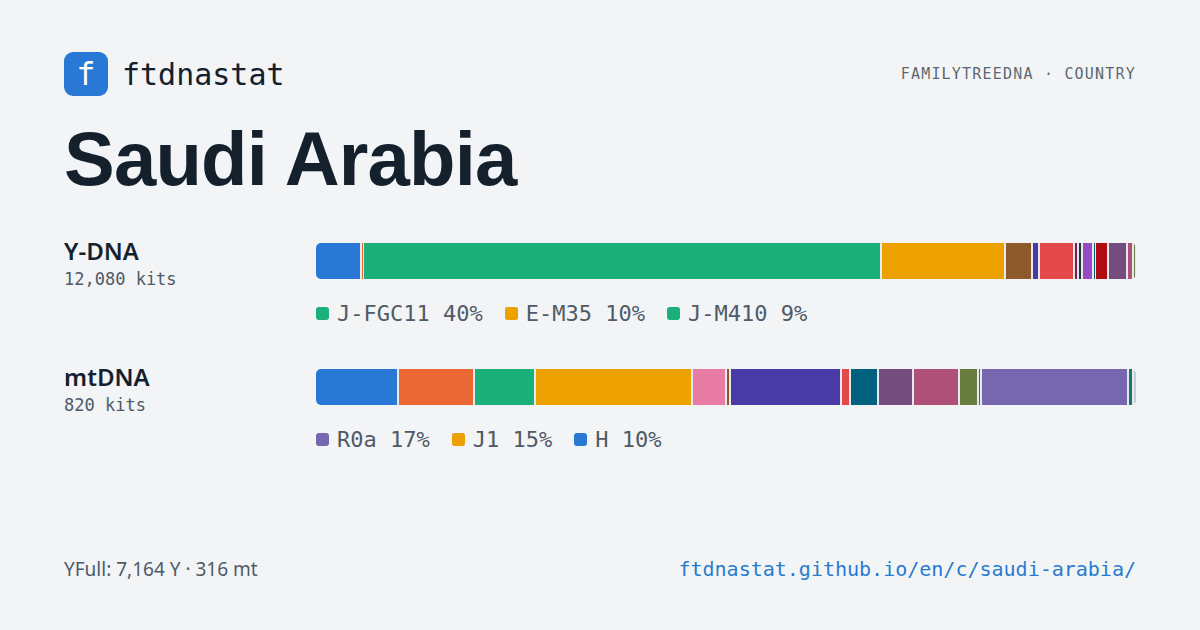 f ftdnastat
FAMILYTREEDNA · COUNTRY
Saudi Arabia
Y-DNA
12,080 kits
J-FGC11 40% E-M35 10% J-M410 9%
mtDNA
820 kits
R0a 17% J1 15% H 10%
YFull: 7,164 Y · 316 mt
ftdnastat.github.io/en/c/saudi-arabia/